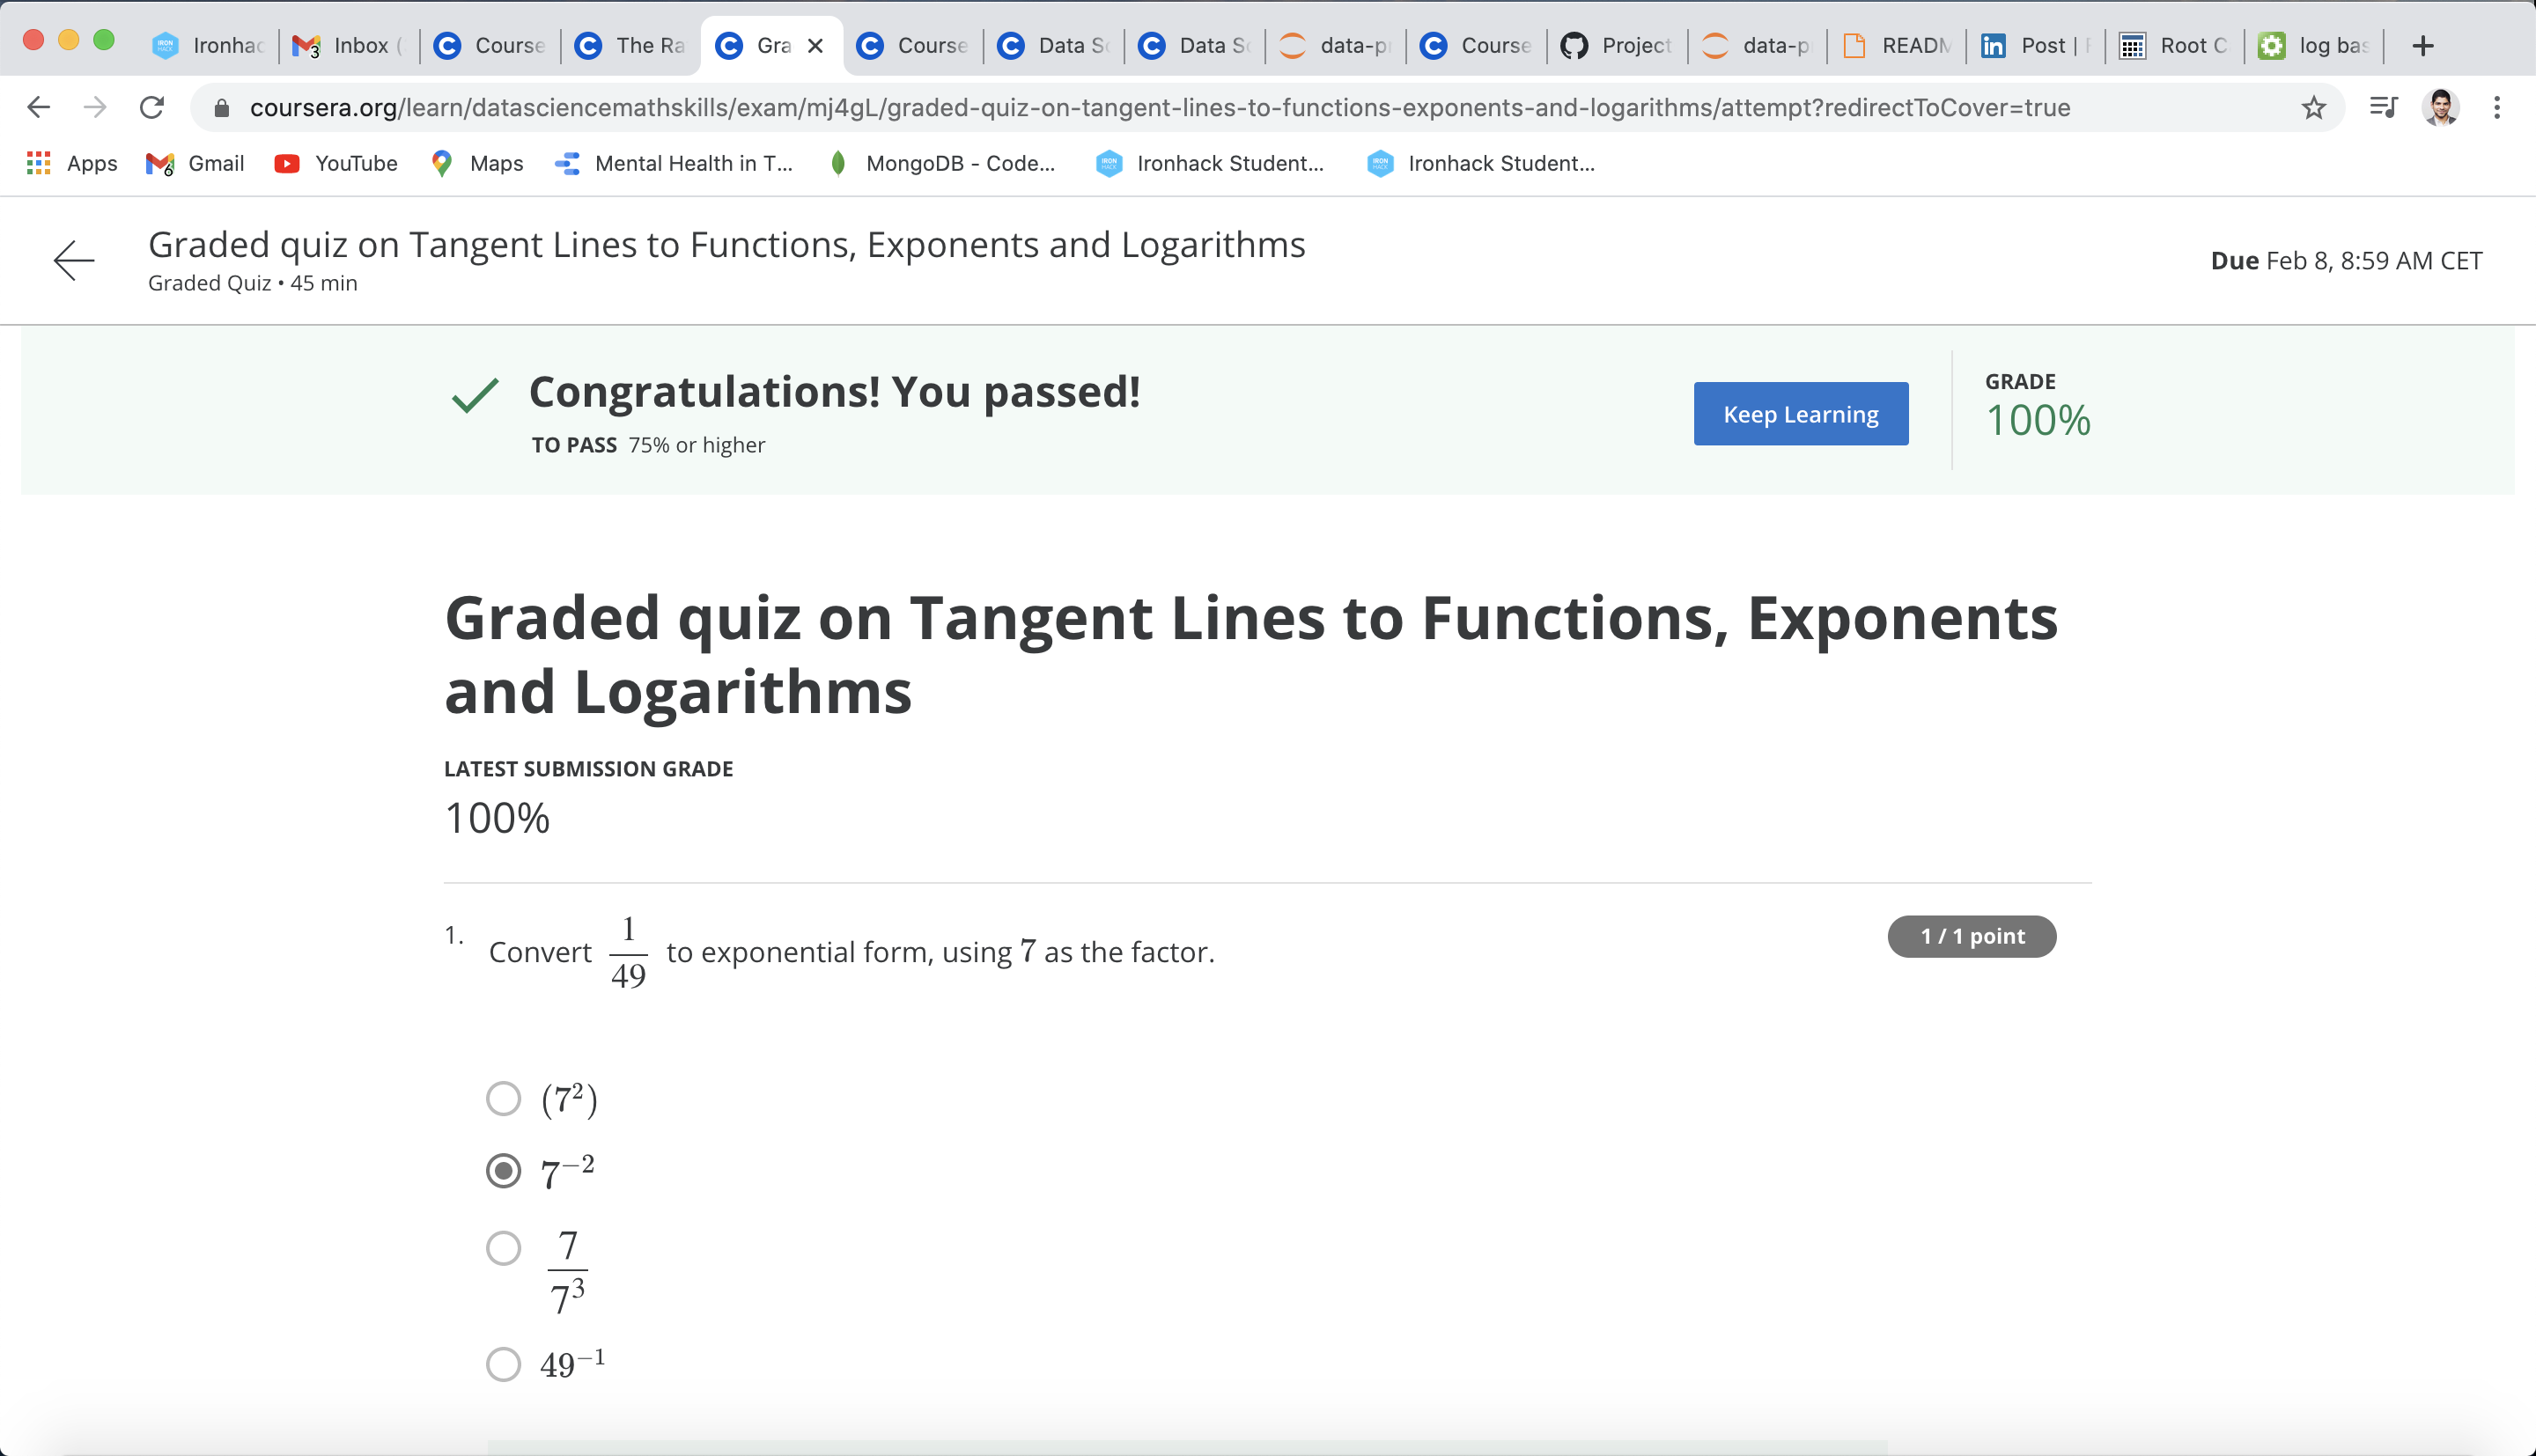 Ironhac
Inbox (
Course
The Ra
Gra
Course
Data Sc
Data Sc
data-p
Course
Project
data-p
READM
Post |
Root C
log bas
coursera.org/learn/datasciencemathskills/exam/mj4gL/graded-quiz-on-tangent-lines-to-functions-exponents-and-logarithms/attempt?redirectToCover=true
Apps
Gmail
YouTube
Maps
Mental Health in T...
MongoDB - Code...
Ironhack Student...
Ironhack Student...
Graded quiz on Tangent Lines to Functions, Exponents and Logarithms
Graded Quiz • 45 min
Due Feb 8, 8:59 AM CET
Congratulations! You passed!
TO PASS 75% or higher
Keep Learning
GRADE
100%
Graded quiz on Tangent Lines to Functions, Exponents
and Logarithms
LATEST SUBMISSION GRADE
100%
1. Convert 1/49 to exponential form, using 7 as the factor.
1 / 1 point
(7²)
7⁻²
7/7³
49⁻¹